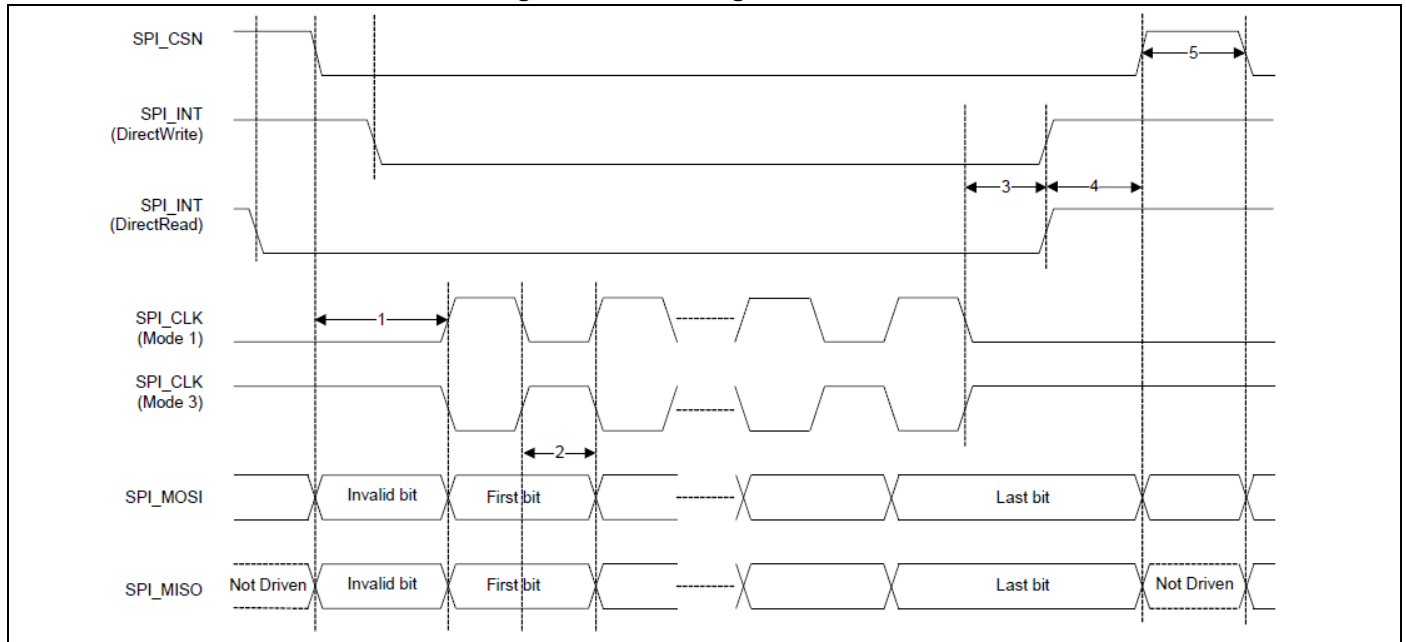 SPI_CSN
5
SPI_INT
(DirectWrite)
3
4
SPI_INT
(DirectRead)
SPI_CLK
(Mode 1)
1
SPI_CLK
(Mode 3)
2
SPI_MOSI
Invalid bit
First bit
Last bit
SPI_MISO
Not Driven
Invalid bit
First bit
Last bit
Not Driven